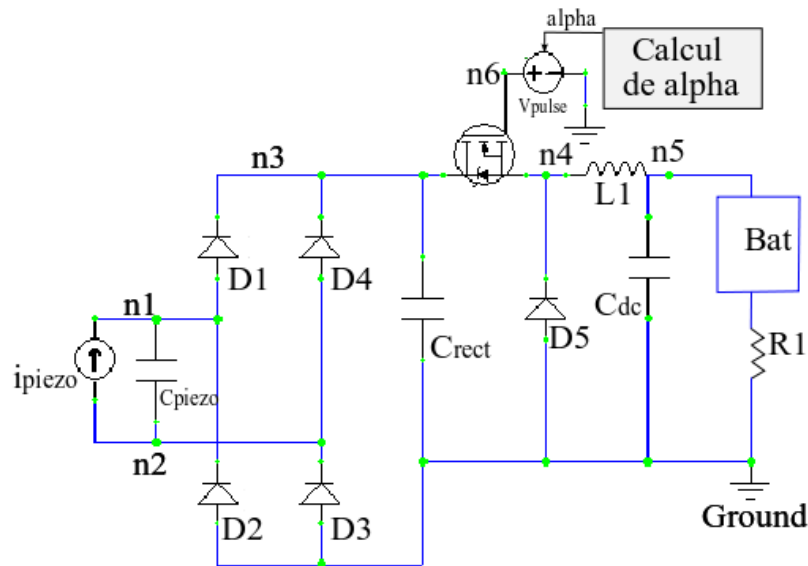 alpha
Calcul
de alpha
n6
Vpulse
n3
n4
n5
L1
Bat
D1
D4
n1
Crect
D5
Cdc
R1
ipiezo
Cpiezo
n2
D2
D3
Ground